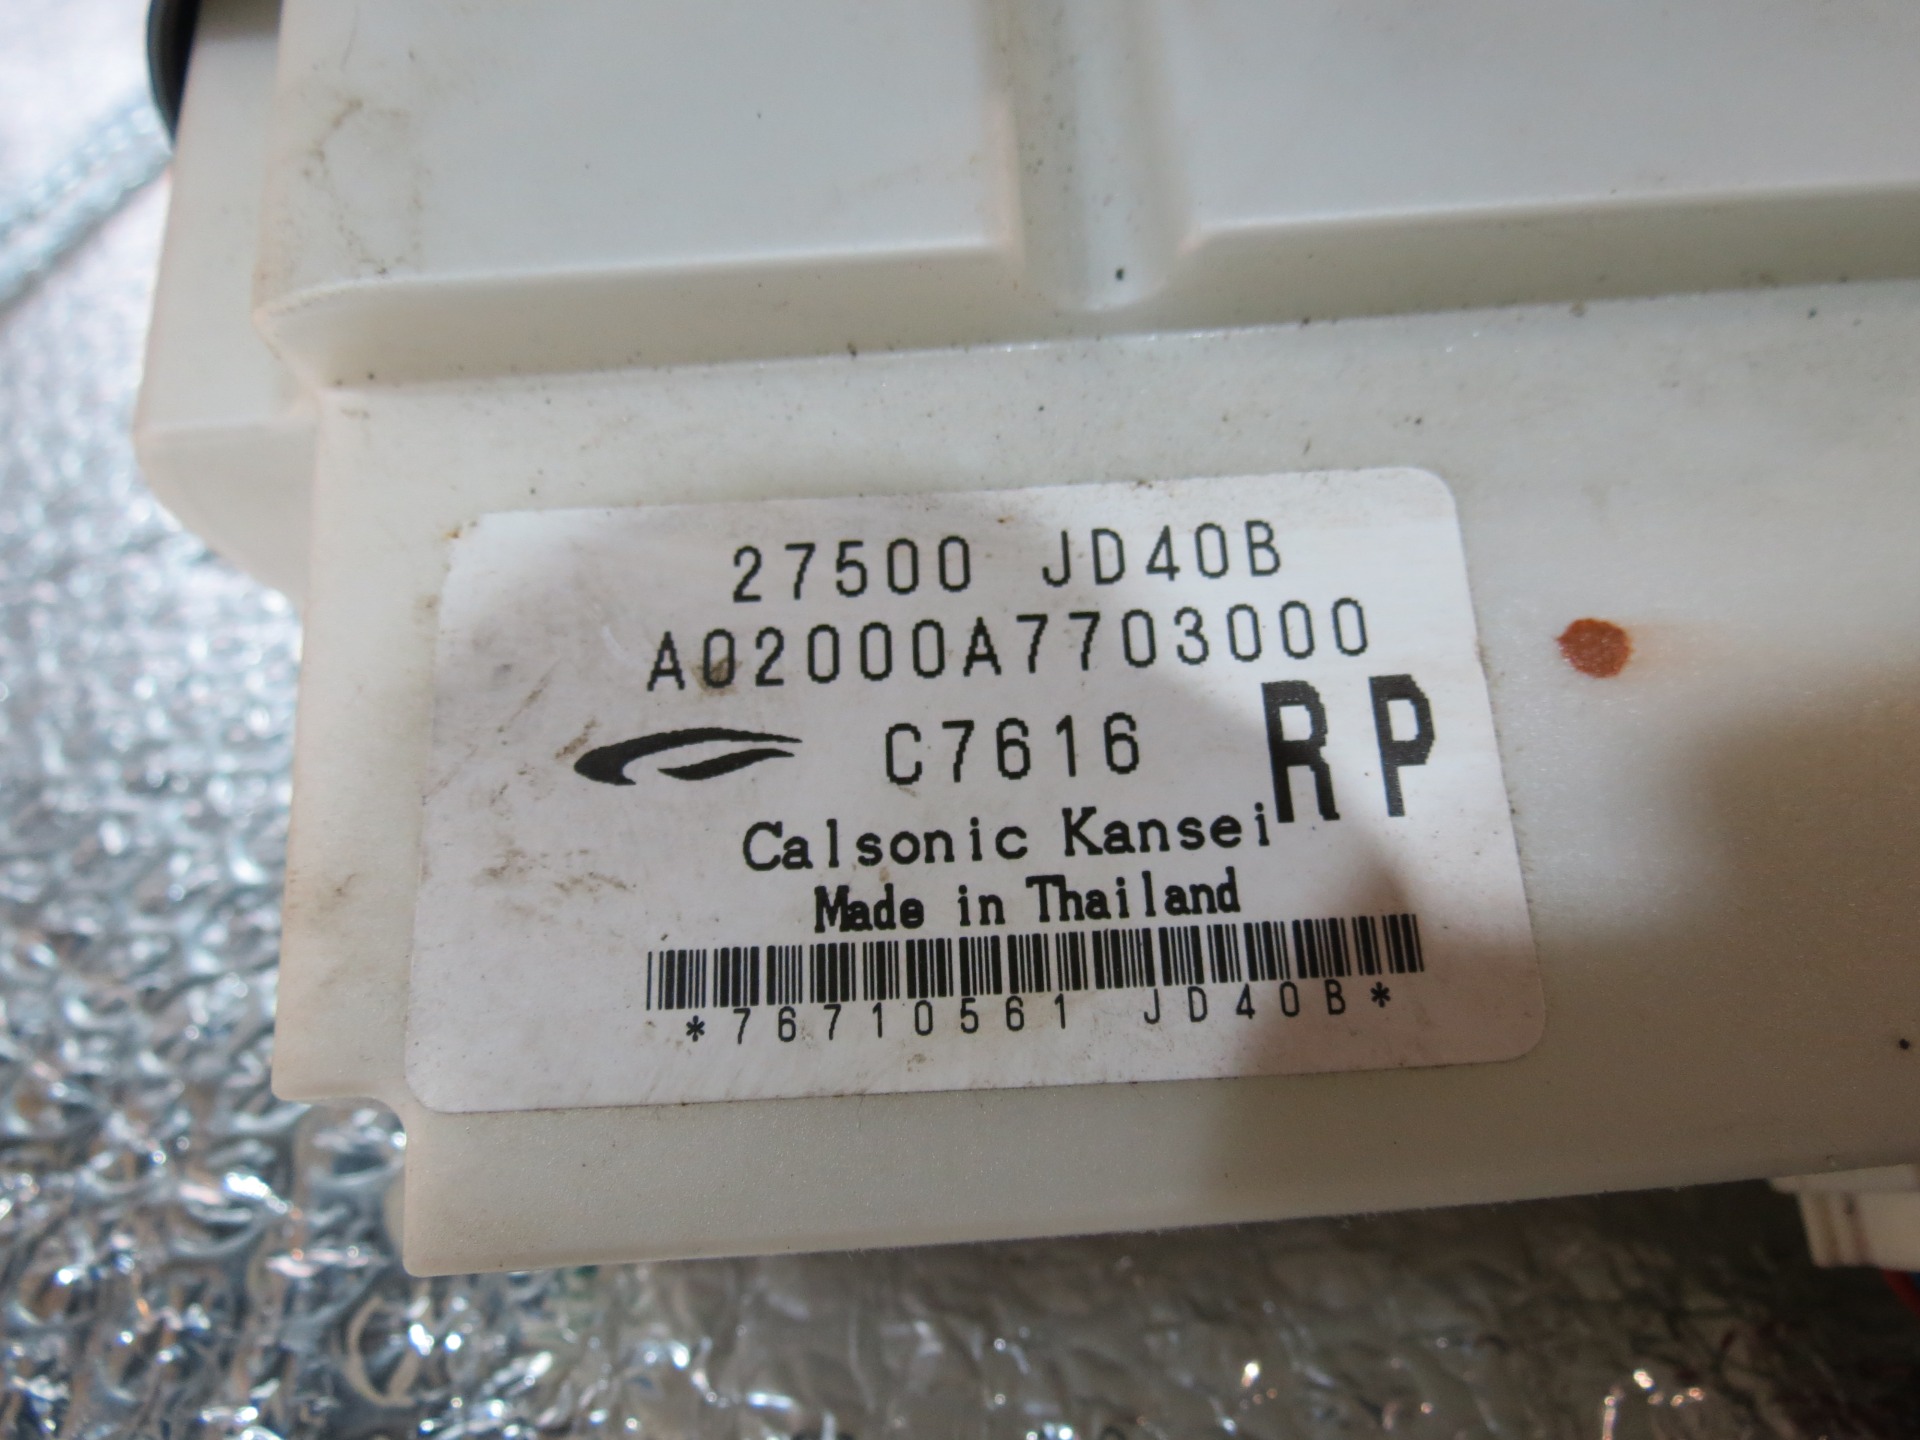 27500 JD40B
A02000A7703000
C7616 RP
Calsonic Kansei
Made in Thailand
*76710561 JD40B*